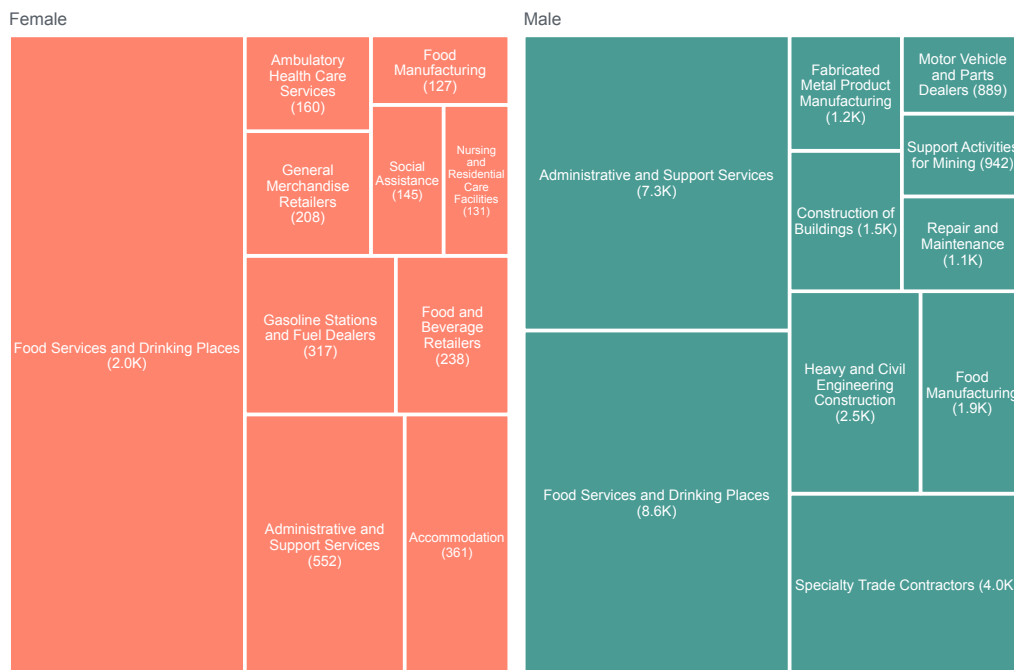 Female
Food Services and Drinking Places
(2.0K)
Ambulatory
Health Care
Services
(160)
Food
Manufacturing
(127)
General
Merchandise
Retailers
(208)
Social
Assistance
(145)
Nursing and
Residential
Care
Facilities
(131)
Gasoline Stations
and Fuel Dealers
(317)
Food and
Beverage
Retailers
(238)
Administrative and
Support Services
(552)
Accommodation
(361)
Male
Administrative and Support Services
(7.3K)
Food Services and Drinking Places
(8.6K)
Fabricated
Metal Product
Manufacturing
(1.2K)
Motor Vehicle
and Parts
Dealers (889)
Support Activities
for Mining (942)
Construction of
Buildings (1.5K)
Repair and
Maintenance
(1.1K)
Heavy and Civil
Engineering
Construction
(2.5K)
Food
Manufacturing
(1.9K)
Specialty Trade Contractors (4.0K)